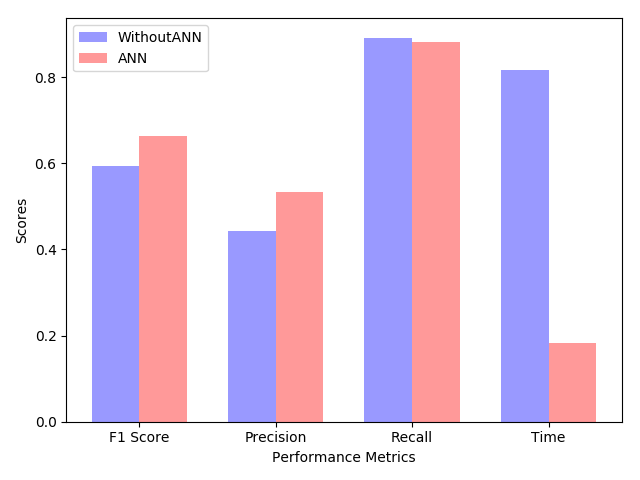 WithoutANN
ANN
Scores
0.8
0.6
0.4
0.2
0.0
F1 Score
Precision
Recall
Time
Performance Metrics